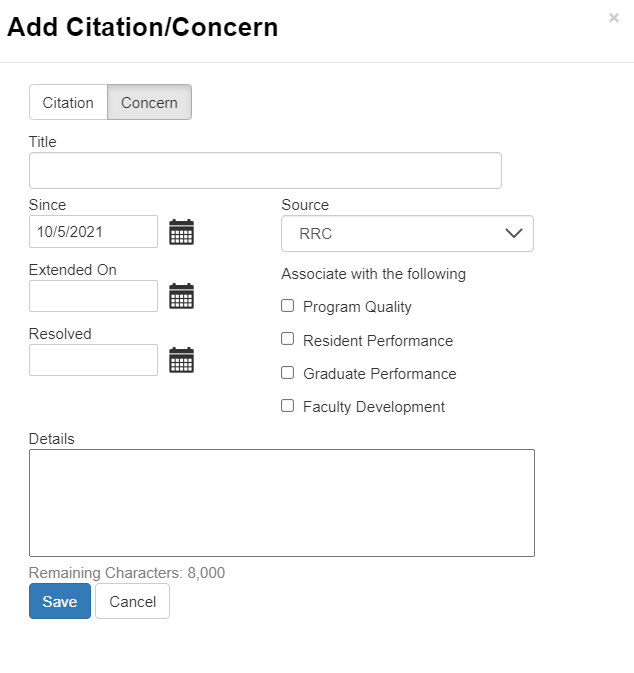 Add Citation/Concern
×
Citation Concern
Title
Since
10/5/2021
Extended On
Resolved
Source
RRC
Associate with the following
Program Quality
Resident Performance
Graduate Performance
Faculty Development
Details
Remaining Characters: 8,000
Save Cancel